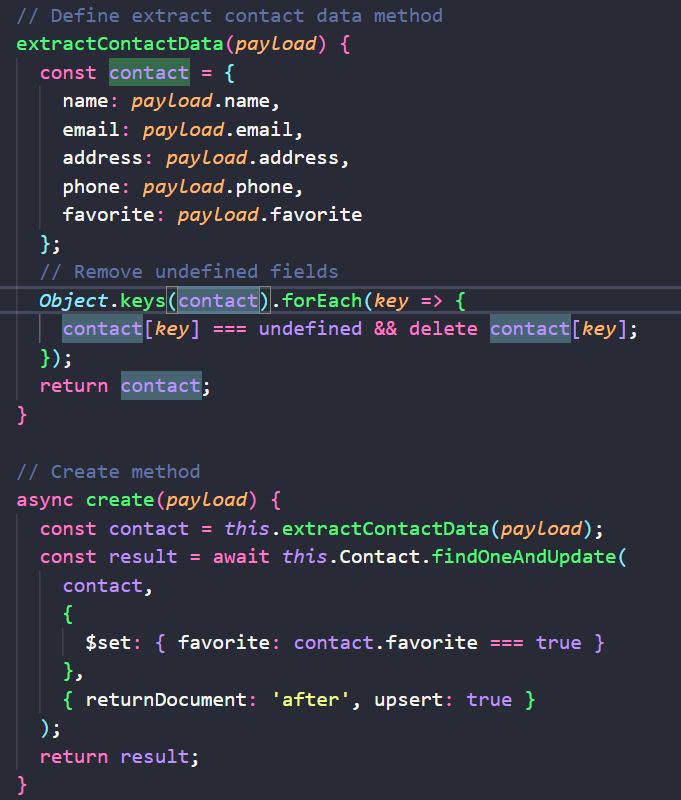 // Define extract contact data method
extractContactData(payload) {
  const contact = {
    name: payload.name,
    email: payload.email,
    address: payload.address,
    phone: payload.phone,
    favorite: payload.favorite
  };
  // Remove undefined fields
  Object.keys(contact).forEach(key => {
    contact[key] === undefined && delete contact[key];
  });
  return contact;
}

// Create method
async create(payload) {
  const contact = this.extractContactData(payload);
  const result = await this.Contact.findOneAndUpdate(
    contact,
    {
      $set: { favorite: contact.favorite === true }
    },
    { returnDocument: 'after', upsert: true }
  );
  return result;
}